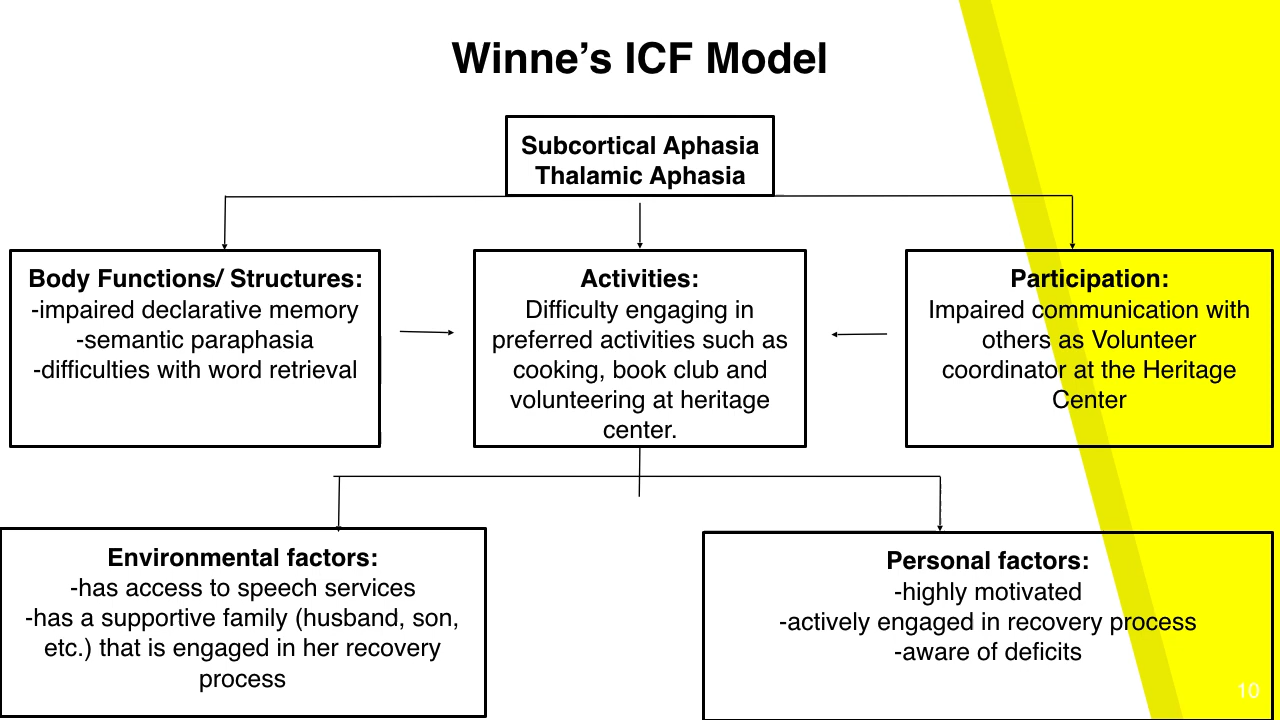 Winne’s ICF Model
Subcortical Aphasia
Thalamic Aphasia
Body Functions/ Structures:
-impaired declarative memory
-semantic paraphasia
-difficulties with word retrieval
Activities:
Difficulty engaging in
preferred activities such as
cooking, book club and
volunteering at heritage
center.
Participation:
Impaired communication with
others as Volunteer
coordinator at the Heritage
Center
Environmental factors:
-has access to speech services
-has a supportive family (husband, son,
etc.) that is engaged in her recovery
process
Personal factors:
-highly motivated
-actively engaged in recovery process
-aware of deficits
10